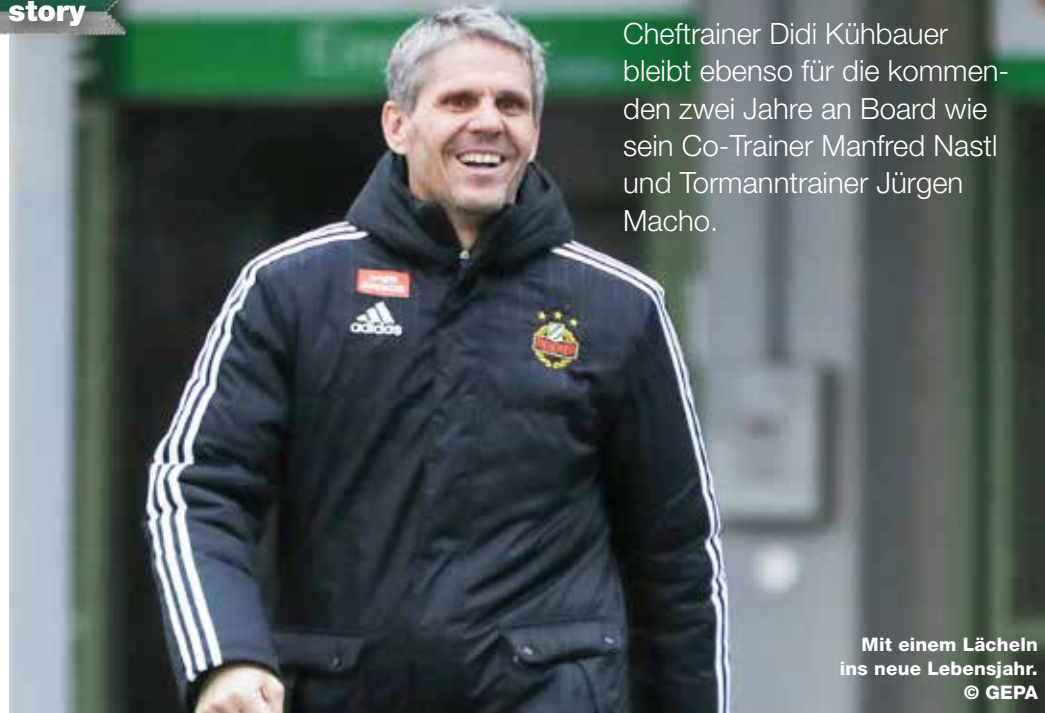 story
Cheftrainer Didi Kühbauer
bleibt ebenso für die kommen-
den zwei Jahre an Board wie
sein Co-Trainer Manfred Nastl
und Tormanntrainer Jürgen
Macho.
adidas
Mit einem Lächeln
ins neue Lebensjahr.
© GEPA